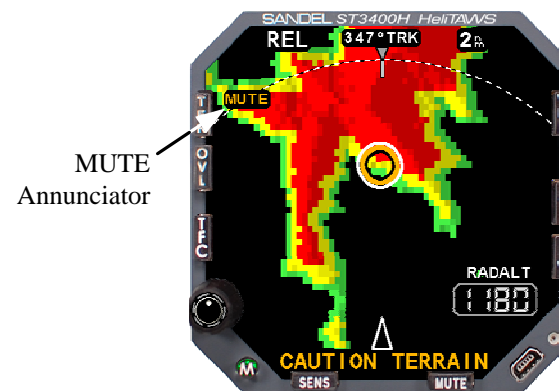 SANDEL ST3400H HeliTAWS
REL 347°TRK 2
MUTE
MUTE
Annunciator
OVL
TFC
RADALT
1180
CAUTION TERRAIN
M
SENS MUTE